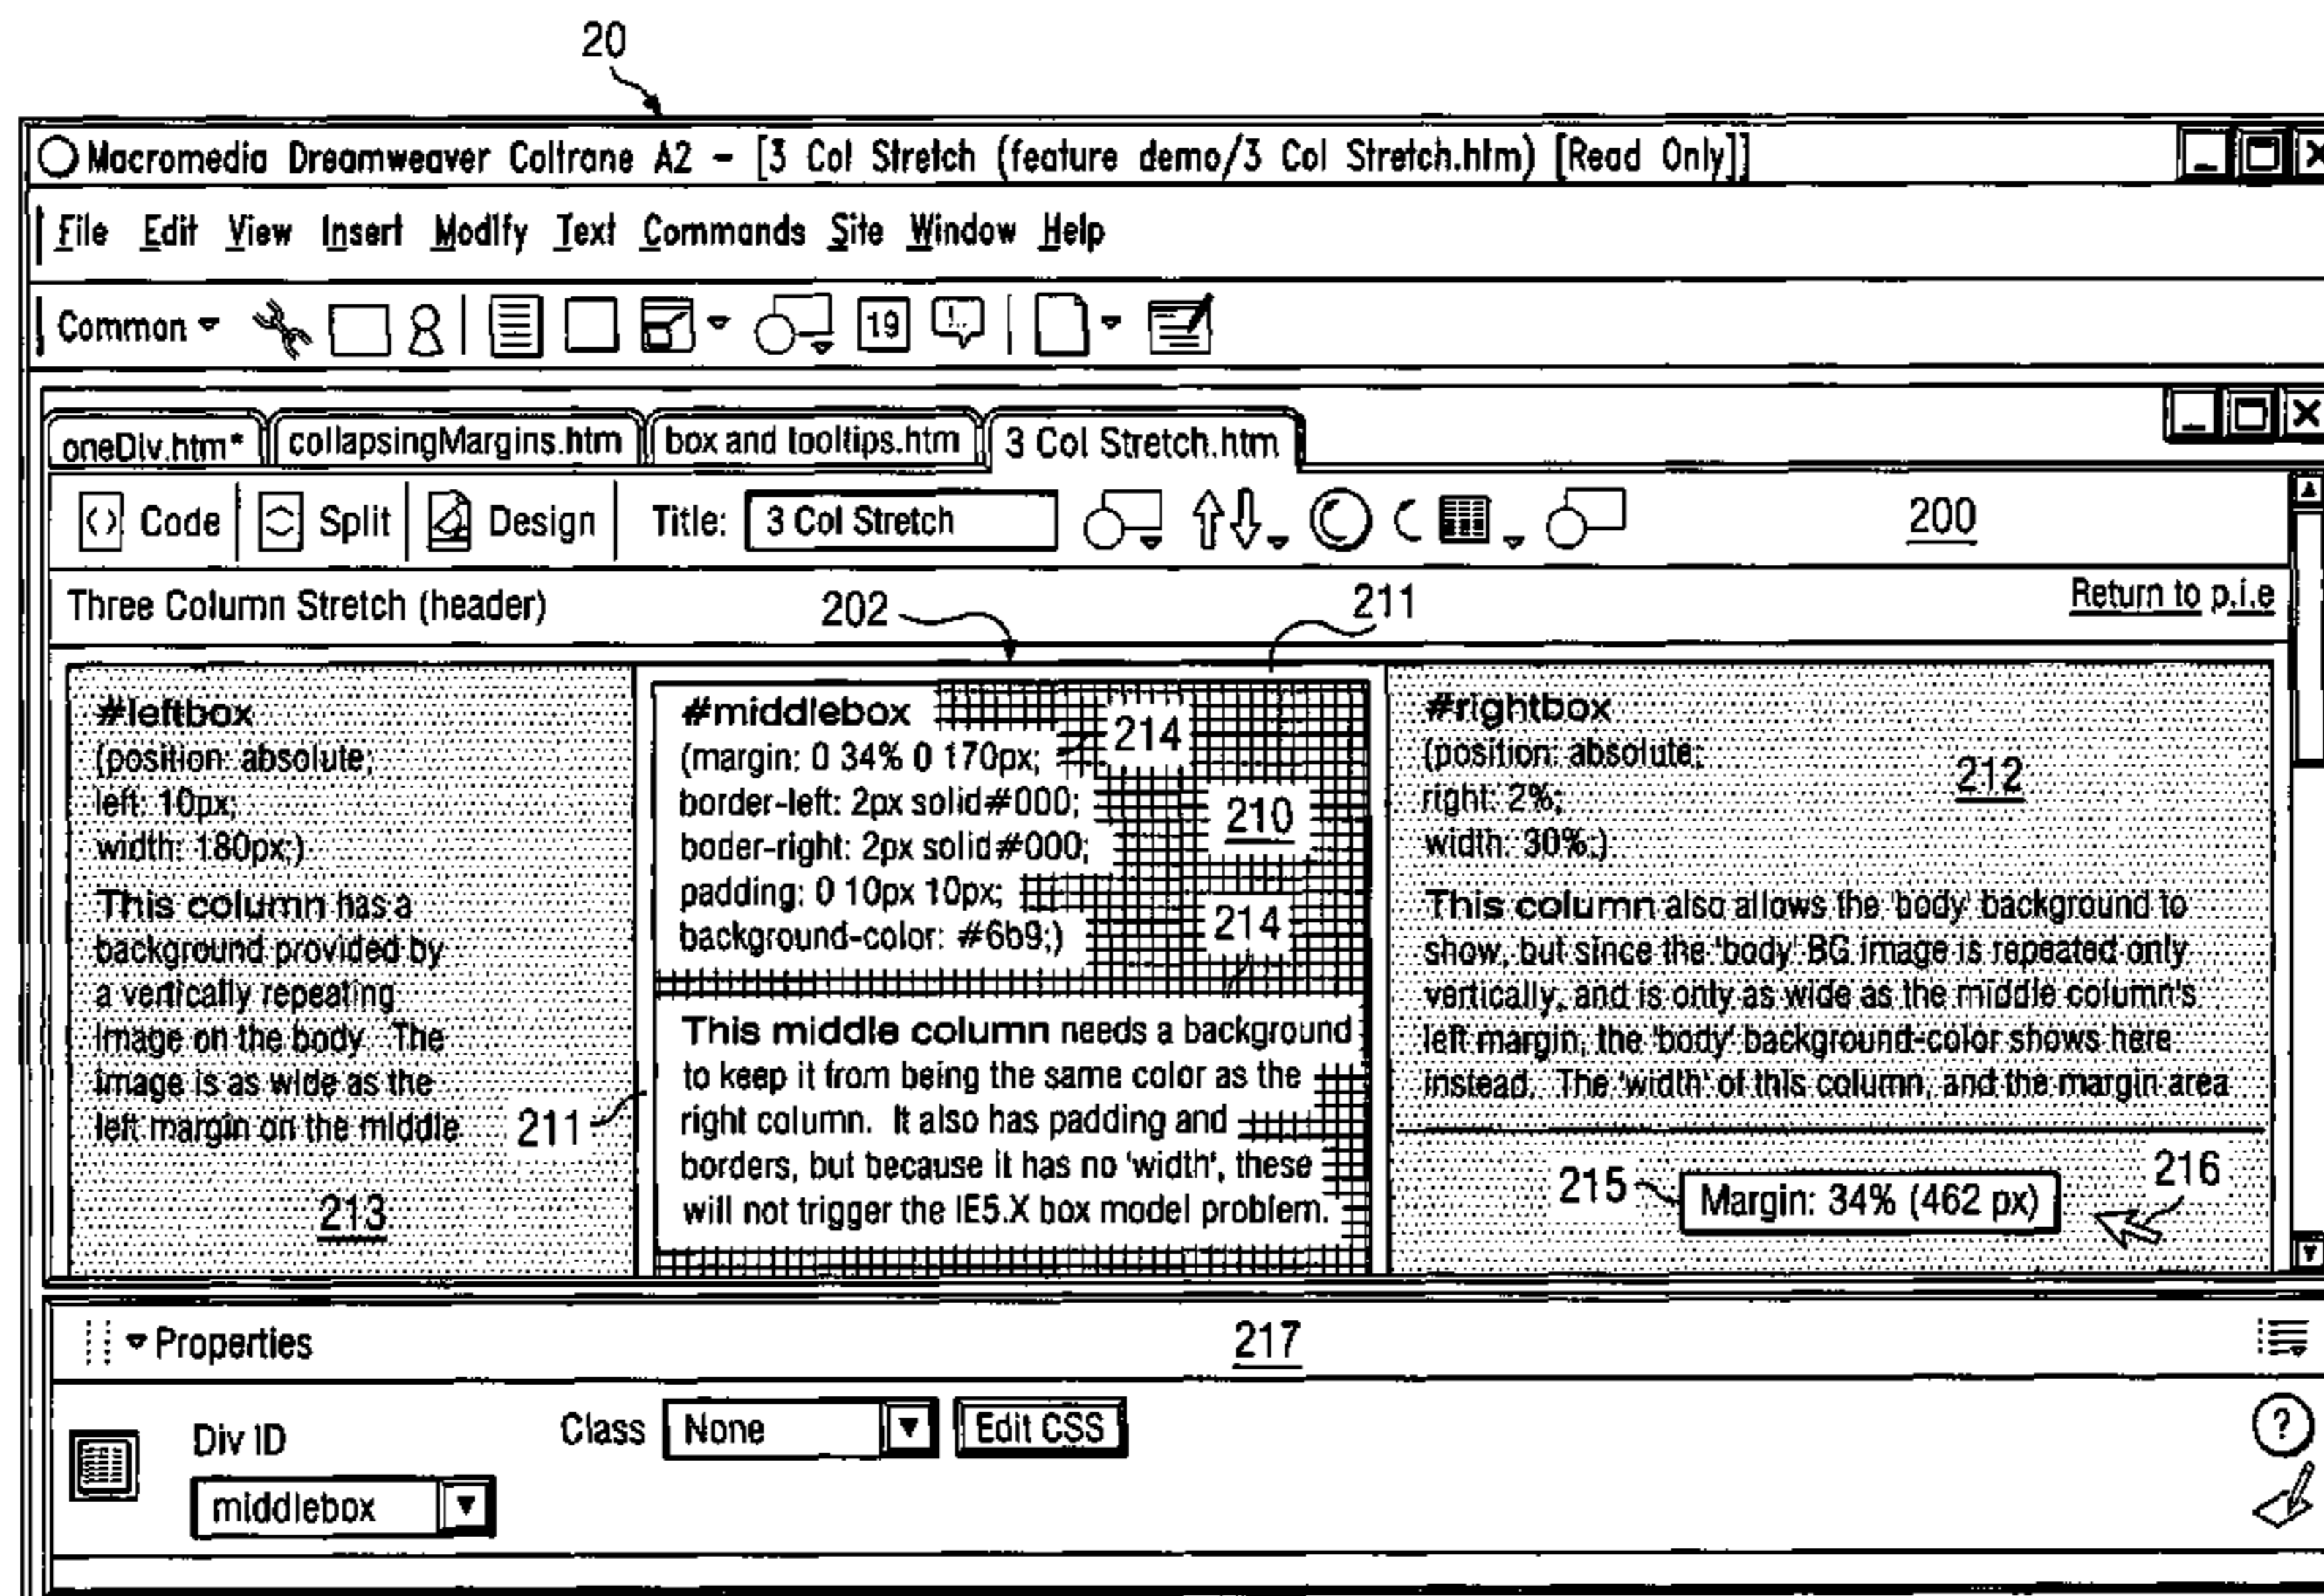 20
Macromedia Dreamweaver Coltrane A2 - [3 Col Stretch (feature demo/3 Col Stretch.htm) [Read Only]]
File Edit View Insert Modify Text Commands Site Window Help
Common 19
oneDiv.htm* collapsingMargins.htm box and tooltips.htm 3 Col Stretch.htm
Code Split Design Title: 3 Col Stretch 200
Three Column Stretch (header) 202 211 Return to p.i.e
#leftbox
(position: absolute;
left: 10px;
width: 180px;)
This column has a
background provided by
a vertically repeating
image on the body. The
image is as wide as the
left margin on the middle
211
213
#middlebox
(margin: 0 34% 0 170px;
border-left: 2px solid#000;
boder-right: 2px solid#000;
padding: 0 10px 10px;
background-color: #6b9;)
214
210
214
This middle column needs a background
to keep it from being the same color as the
right column. It also has padding and
borders, but because it has no 'width', these
will not trigger the IE5.X box model problem.
#rightbox
(position: absolute;
right: 2%;
width: 30%;)
212
This column also allows the 'body' background to
show, but since the 'body' BG image is repeated only
vertically, and is only as wide as the middle column's
left margin, the 'body' background-color shows here
instead. The 'width' of this column, and the margin area
215 Margin: 34% (462 px) 216
Properties 217
Div ID Class None Edit CSS ?
middlebox